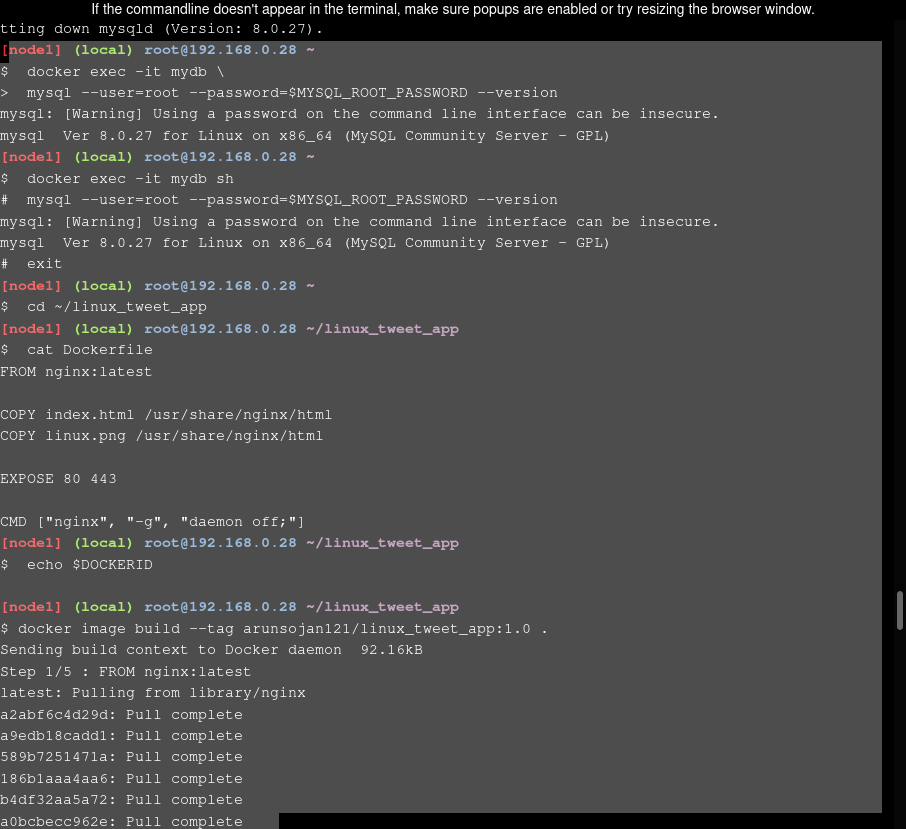 If the commandline doesn't appear in the terminal, make sure popups are enabled or try resizing the browser window.
tting down mysqld (Version: 8.0.27).
[node1] (local) root@192.168.0.28 ~
$  docker exec -it mydb \
>  mysql --user=root --password=$MYSQL_ROOT_PASSWORD --version
mysql: [Warning] Using a password on the command line interface can be insecure.
mysql  Ver 8.0.27 for Linux on x86_64 (MySQL Community Server - GPL)
[node1] (local) root@192.168.0.28 ~
$  docker exec -it mydb sh
#  mysql --user=root --password=$MYSQL_ROOT_PASSWORD --version
mysql: [Warning] Using a password on the command line interface can be insecure.
mysql  Ver 8.0.27 for Linux on x86_64 (MySQL Community Server - GPL)
#  exit
[node1] (local) root@192.168.0.28 ~
$  cd ~/linux_tweet_app
[node1] (local) root@192.168.0.28 ~/linux_tweet_app
$  cat Dockerfile
FROM nginx:latest

COPY index.html /usr/share/nginx/html
COPY linux.png /usr/share/nginx/html

EXPOSE 80 443

CMD ["nginx", "-g", "daemon off;"]
[node1] (local) root@192.168.0.28 ~/linux_tweet_app
$  echo $DOCKERID

[node1] (local) root@192.168.0.28 ~/linux_tweet_app
$ docker image build --tag arunsojan121/linux_tweet_app:1.0 .
Sending build context to Docker daemon  92.16kB
Step 1/5 : FROM nginx:latest
latest: Pulling from library/nginx
a2abf6c4d29d: Pull complete
a9edb18cadd1: Pull complete
589b7251471a: Pull complete
186b1aaa4aa6: Pull complete
b4df32aa5a72: Pull complete
a0bcbecc962e: Pull complete